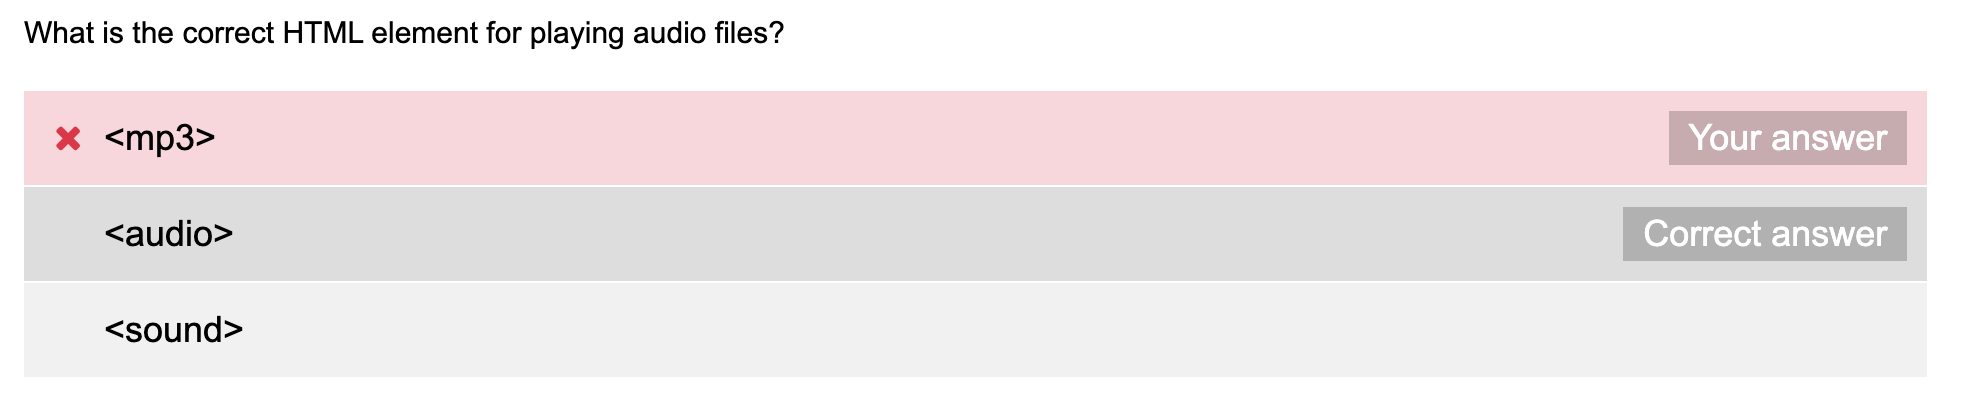 What is the correct HTML element for playing audio files?
<mp3> Your answer
<audio> Correct answer
<sound>